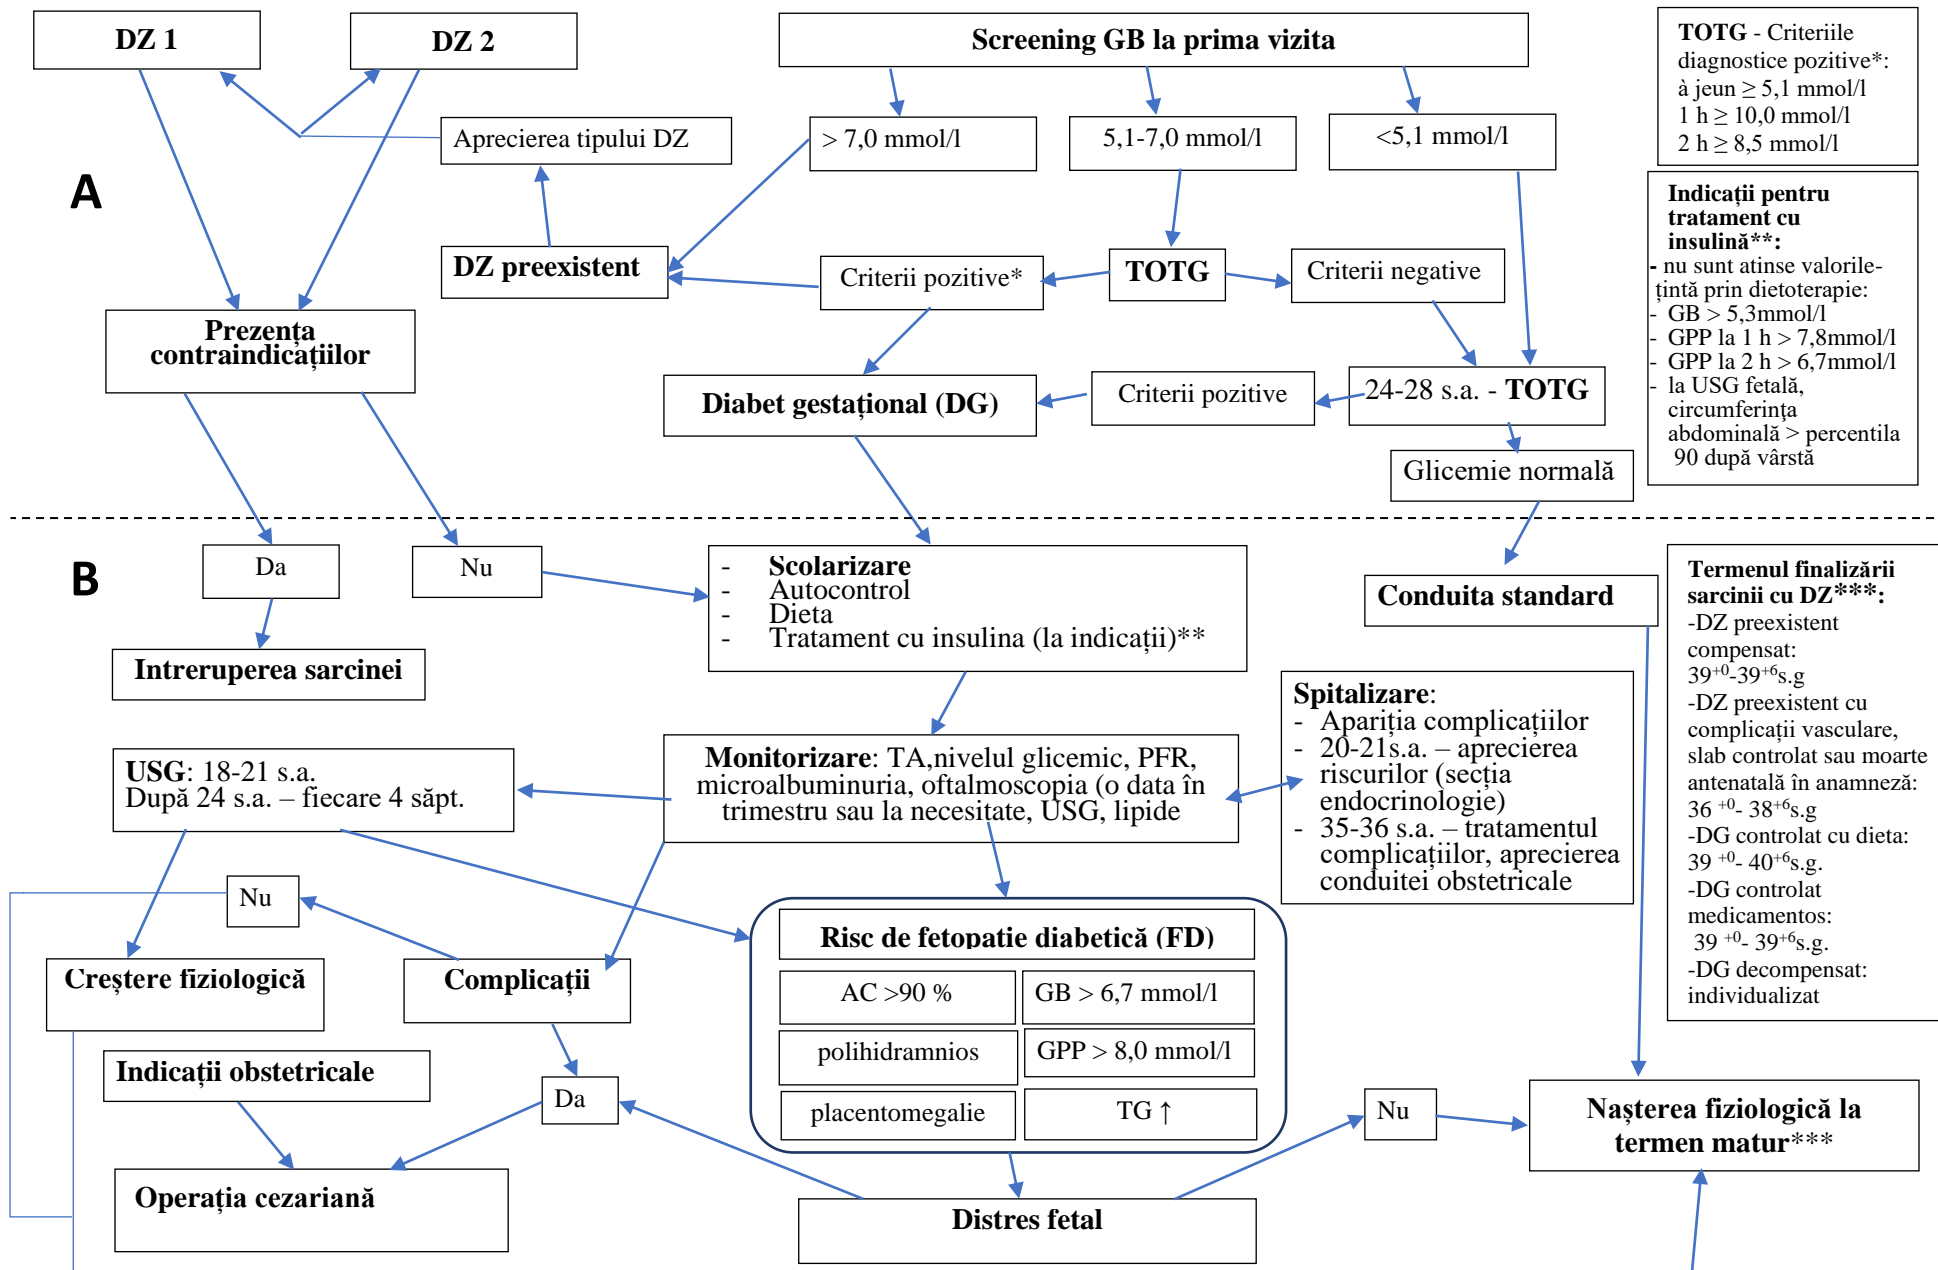 DZ 1
DZ 2
Screening GB la prima vizita
TOTG - Criteriile
diagnostice pozitive*:
à jeun ≥ 5,1 mmol/l
1 h ≥ 10,0 mmol/l
2 h ≥ 8,5 mmol/l
Aprecierea tipului DZ
> 7,0 mmol/l
5,1-7,0 mmol/l
<5,1 mmol/l
A
Indicații pentru
tratament cu
insulină**:
- nu sunt atinse valorile-
țintă prin dietoterapie:
- GB > 5,3mmol/l
- GPP la 1 h > 7,8mmol/l
- GPP la 2 h > 6,7mmol/l
- la USG fetală,
circumferința
abdominală > percentila
90 după vârstă
DZ preexistent
Criterii pozitive*
TOTG
Criterii negative
Prezența
contraindicațiilor
Diabet gestațional (DG)
Criterii pozitive
24-28 s.a. - TOTG
Glicemie normală
B
Da
Nu
- Scolarizare
- Autocontrol
- Dieta
- Tratament cu insulina (la indicații)**
Conduita standard
Termenul finalizării
sarcinii cu DZ***:
-DZ preexistent
compensat:
39⁺⁰-39⁺⁶s.g
-DZ preexistent cu
complicații vasculare,
slab controlat sau moarte
antenatală în anamneză:
36 ⁺⁰- 38⁺⁶s.g
-DG controlat cu dieta:
39 ⁺⁰- 40⁺⁶s.g.
-DG controlat
medicamentos:
39 ⁺⁰- 39⁺⁶s.g.
-DG decompensat:
individualizat
Intreruperea sarcinei
Spitalizare:
- Apariția complicațiilor
- 20-21s.a. – aprecierea
riscurilor (secția
endocrinologie)
- 35-36 s.a. – tratamentul
complicațiilor, aprecierea
conduitei obstetricale
USG: 18-21 s.a.
După 24 s.a. – fiecare 4 săpt.
Monitorizare: TA,nivelul glicemic, PFR,
microalbuminuria, oftalmoscopia (o data în
trimestru sau la necesitate, USG, lipide
Nu
Creștere fiziologică
Complicații
Risc de fetopatie diabetică (FD)
AC >90 %
GB > 6,7 mmol/l
polihidramnios
GPP > 8,0 mmol/l
placentomegalie
TG ↑
Indicații obstetricale
Da
Nu
Nașterea fiziologică la
termen matur***
Operația cezariană
Distres fetal